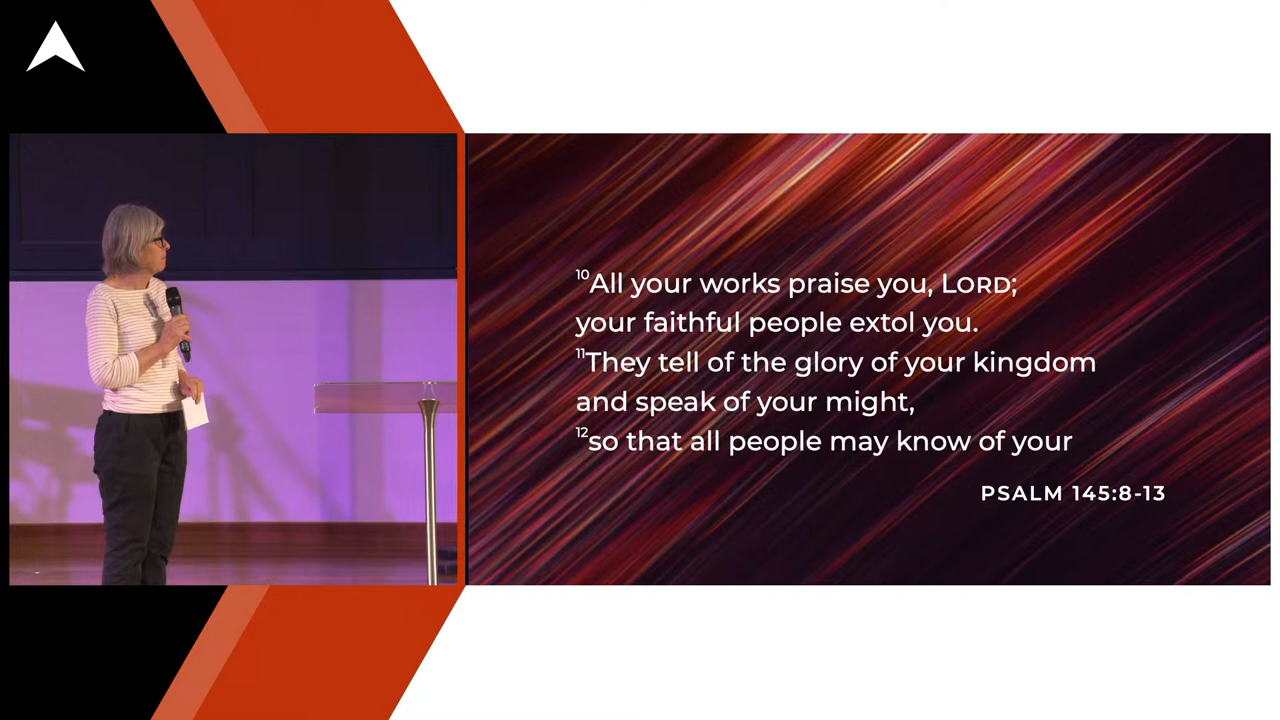 ¹⁰All your works praise you, LORD;
your faithful people extol you.
¹¹They tell of the glory of your kingdom
and speak of your might,
¹²so that all people may know of your
PSALM 145:8-13